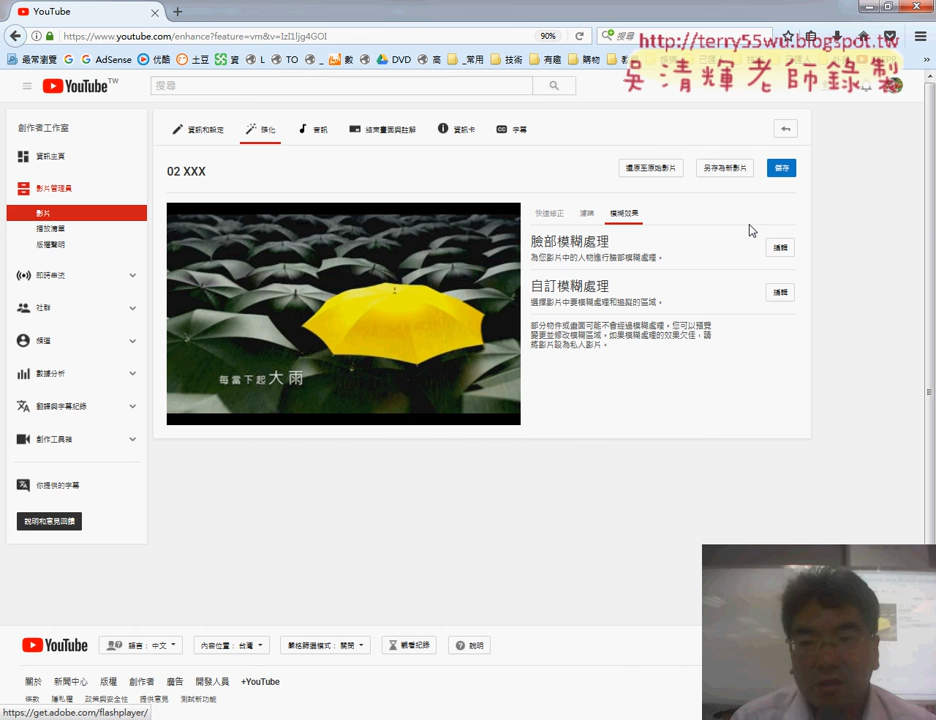 YouTube
https://www.youtube.com/enhance?feature=vm&v=lzl1ljg4GOI
90%
搜尋
http://terry55wu.blogspot.tw
最常瀏覽
AdSense
優酷
土豆
資
L
TO
數
DVD
高
_常用
技術
有趣
購物
吳清輝老師錄製
YouTube TW
搜尋
創作者工作室
資訊主頁
影片管理員
影片
播放清單
版權聲明
即時串流
社群
頻道
數據分析
翻譯與字幕記錄
創作工具箱
你提供的字幕
說明和意見回饋
資訊和設定
美化
音訊
結束畫面與註解
資訊卡
CC 字幕
02 XXX
還原至原始影片
另存為新影片
儲存
每當下起大雨
快速修正
濾鏡
模糊效果
臉部模糊處理
為您影片中的人物進行臉部模糊處理。
編輯
自訂模糊處理
選擇影片中要模糊處理和追蹤的區域。
編輯
部分物件或畫面可能不會經過模糊處理。您可以預覽
變更並修改模糊區域。如果模糊處理的效果欠佳，請
將影片設為私人影片。
YouTube
語言：中文
內容位置：台灣
嚴格篩選模式：關閉
觀看記錄
說明
關於
新聞中心
版權
創作者
廣告
開發人員
+YouTube
條款
隱私權
政策與安全性
提供意見
測試新功能
https://get.adobe.com/flashplayer/